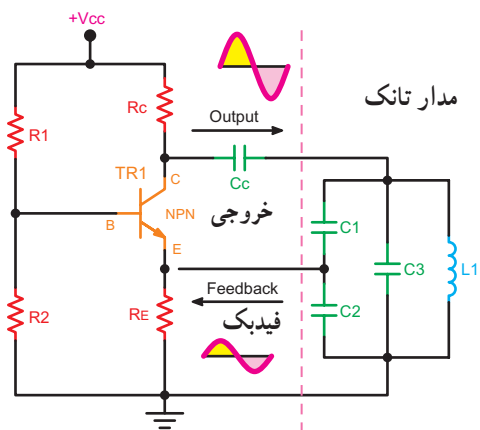 +Vcc
مدار تانک
Rc
Output
R1
TR1
C
Cc
NPN
خروجی
B
C1
E
C3
L1
Feedback
C2
R2
RE
فیدبک